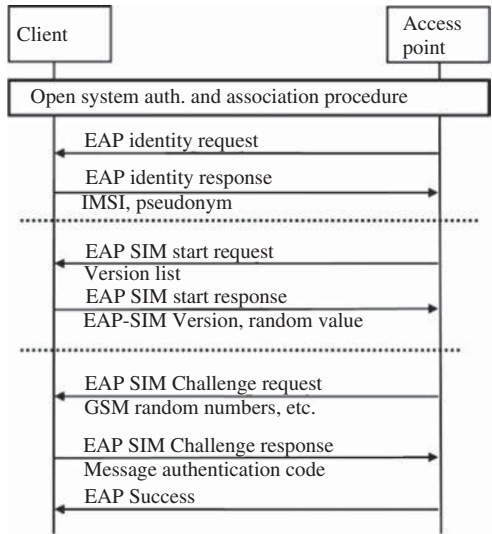 Client
Access
point
Open system auth. and association procedure
EAP identity request
EAP identity response
IMSI, pseudonym
EAP SIM start request
Version list
EAP SIM start response
EAP-SIM Version, random value
EAP SIM Challenge request
GSM random numbers, etc.
EAP SIM Challenge response
Message authentication code
EAP Success